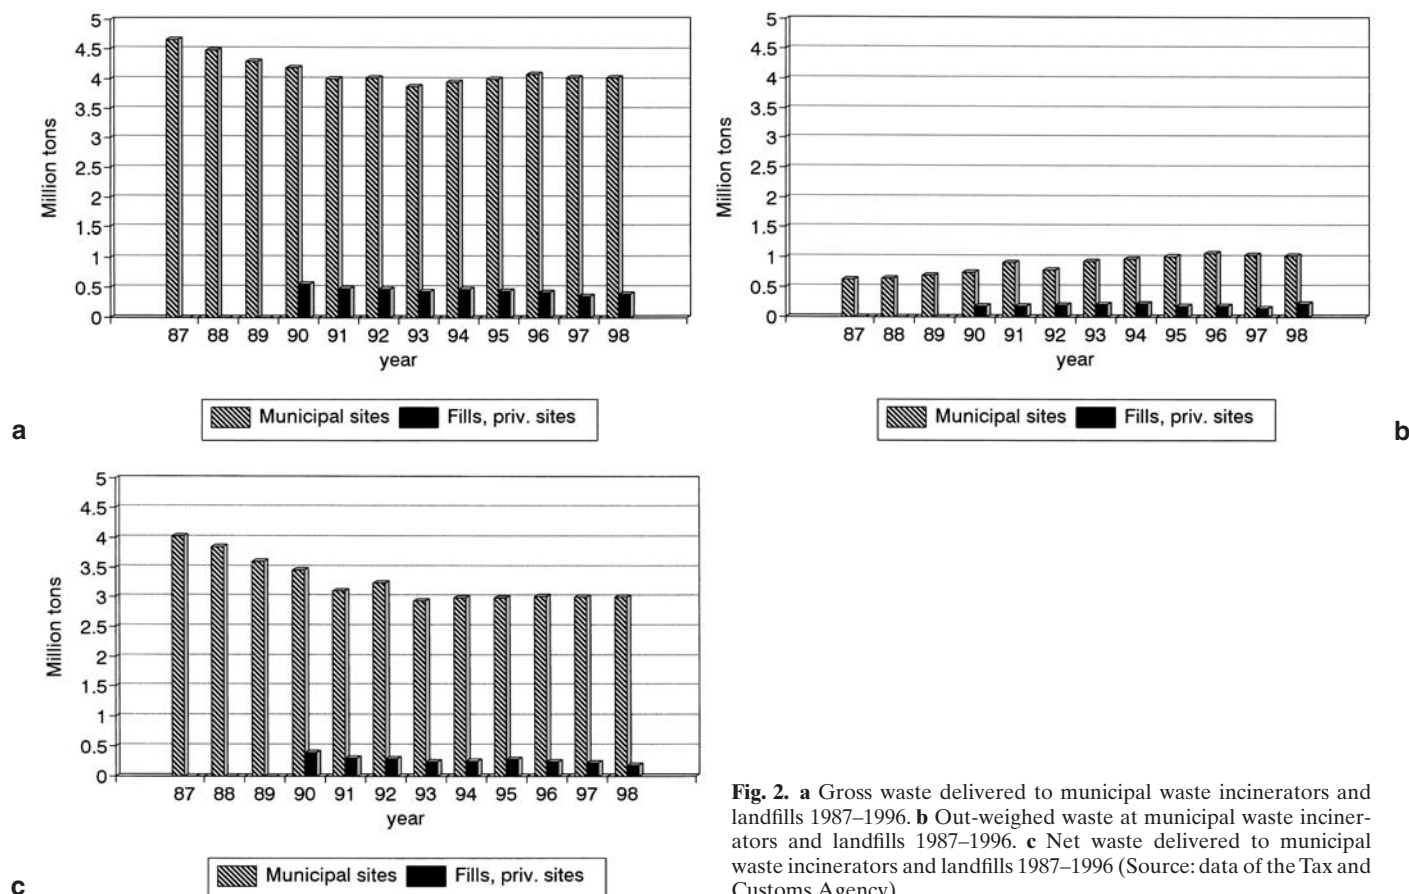 5
4.5
4
3.5
3
2.5
2
1.5
1
0.5
0
Million tons
87 88 89 90 91 92 93 94 95 96 97 98
year
Municipal sites Fills, priv. sites
a
5
4.5
4
3.5
3
2.5
2
1.5
1
0.5
0
Million tons
87 88 89 90 91 92 93 94 95 96 97 98
year
Municipal sites Fills, priv. sites
b
5
4.5
4
3.5
3
2.5
2
1.5
1
0.5
0
Million tons
87 88 89 90 91 92 93 94 95 96 97 98
year
Municipal sites Fills, priv. sites
c
Fig. 2. a Gross waste delivered to municipal waste incinerators and
landfills 1987–1996. b Out-weighed waste at municipal waste inciner-
ators and landfills 1987–1996. c Net waste delivered to municipal
waste incinerators and landfills 1987–1996 (Source: data of the Tax and
Customs Agency)